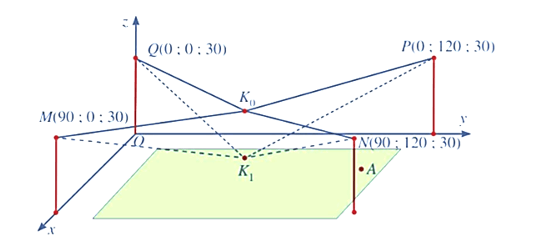 z
Q(0 ; 0 ; 30)
P(0 ; 120 ; 30)
K₀
M(90 ; 0 ; 30)
y
O
N(90 ; 120 ; 30)
K₁
A
x